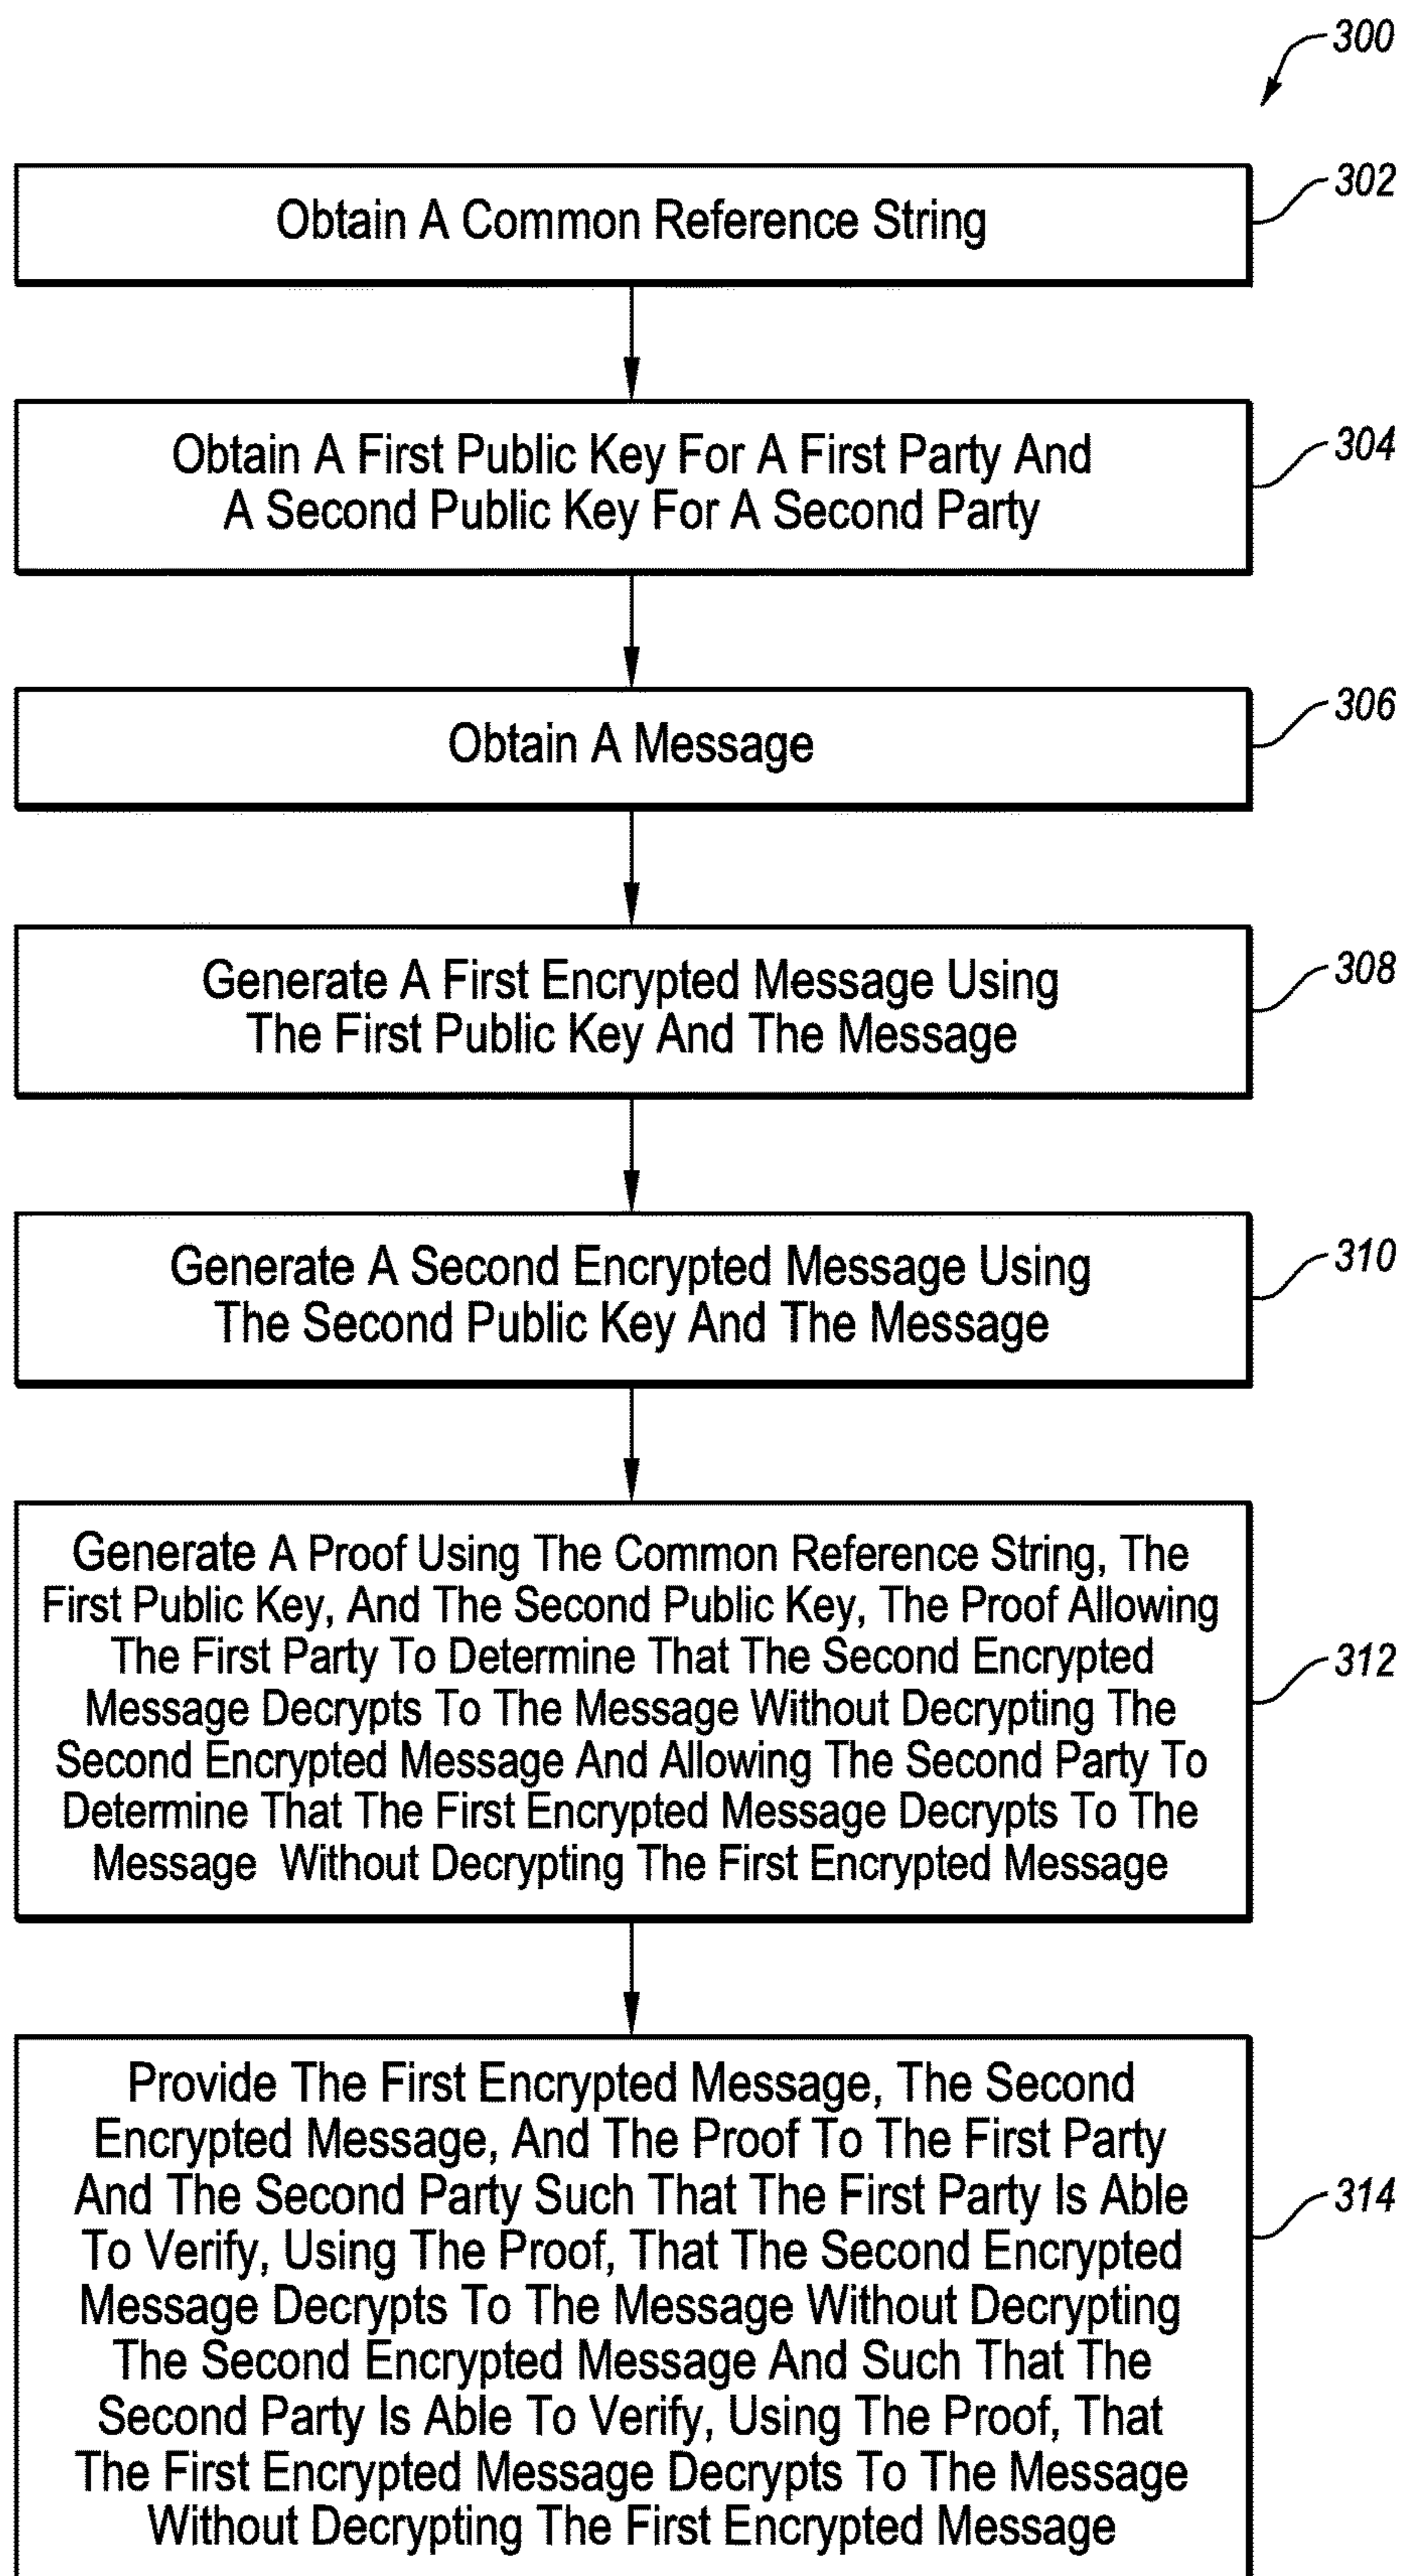 300
302
Obtain A Common Reference String
304
Obtain A First Public Key For A First Party And
A Second Public Key For A Second Party
306
Obtain A Message
308
Generate A First Encrypted Message Using
The First Public Key And The Message
310
Generate A Second Encrypted Message Using
The Second Public Key And The Message
312
Generate A Proof Using The Common Reference String, The
First Public Key, And The Second Public Key, The Proof Allowing
The First Party To Determine That The Second Encrypted
Message Decrypts To The Message Without Decrypting The
Second Encrypted Message And Allowing The Second Party To
Determine That The First Encrypted Message Decrypts To The
Message Without Decrypting The First Encrypted Message
314
Provide The First Encrypted Message, The Second
Encrypted Message, And The Proof To The First Party
And The Second Party Such That The First Party Is Able
To Verify, Using The Proof, That The Second Encrypted
Message Decrypts To The Message Without Decrypting
The Second Encrypted Message And Such That The
Second Party Is Able To Verify, Using The Proof, That
The First Encrypted Message Decrypts To The Message
Without Decrypting The First Encrypted Message